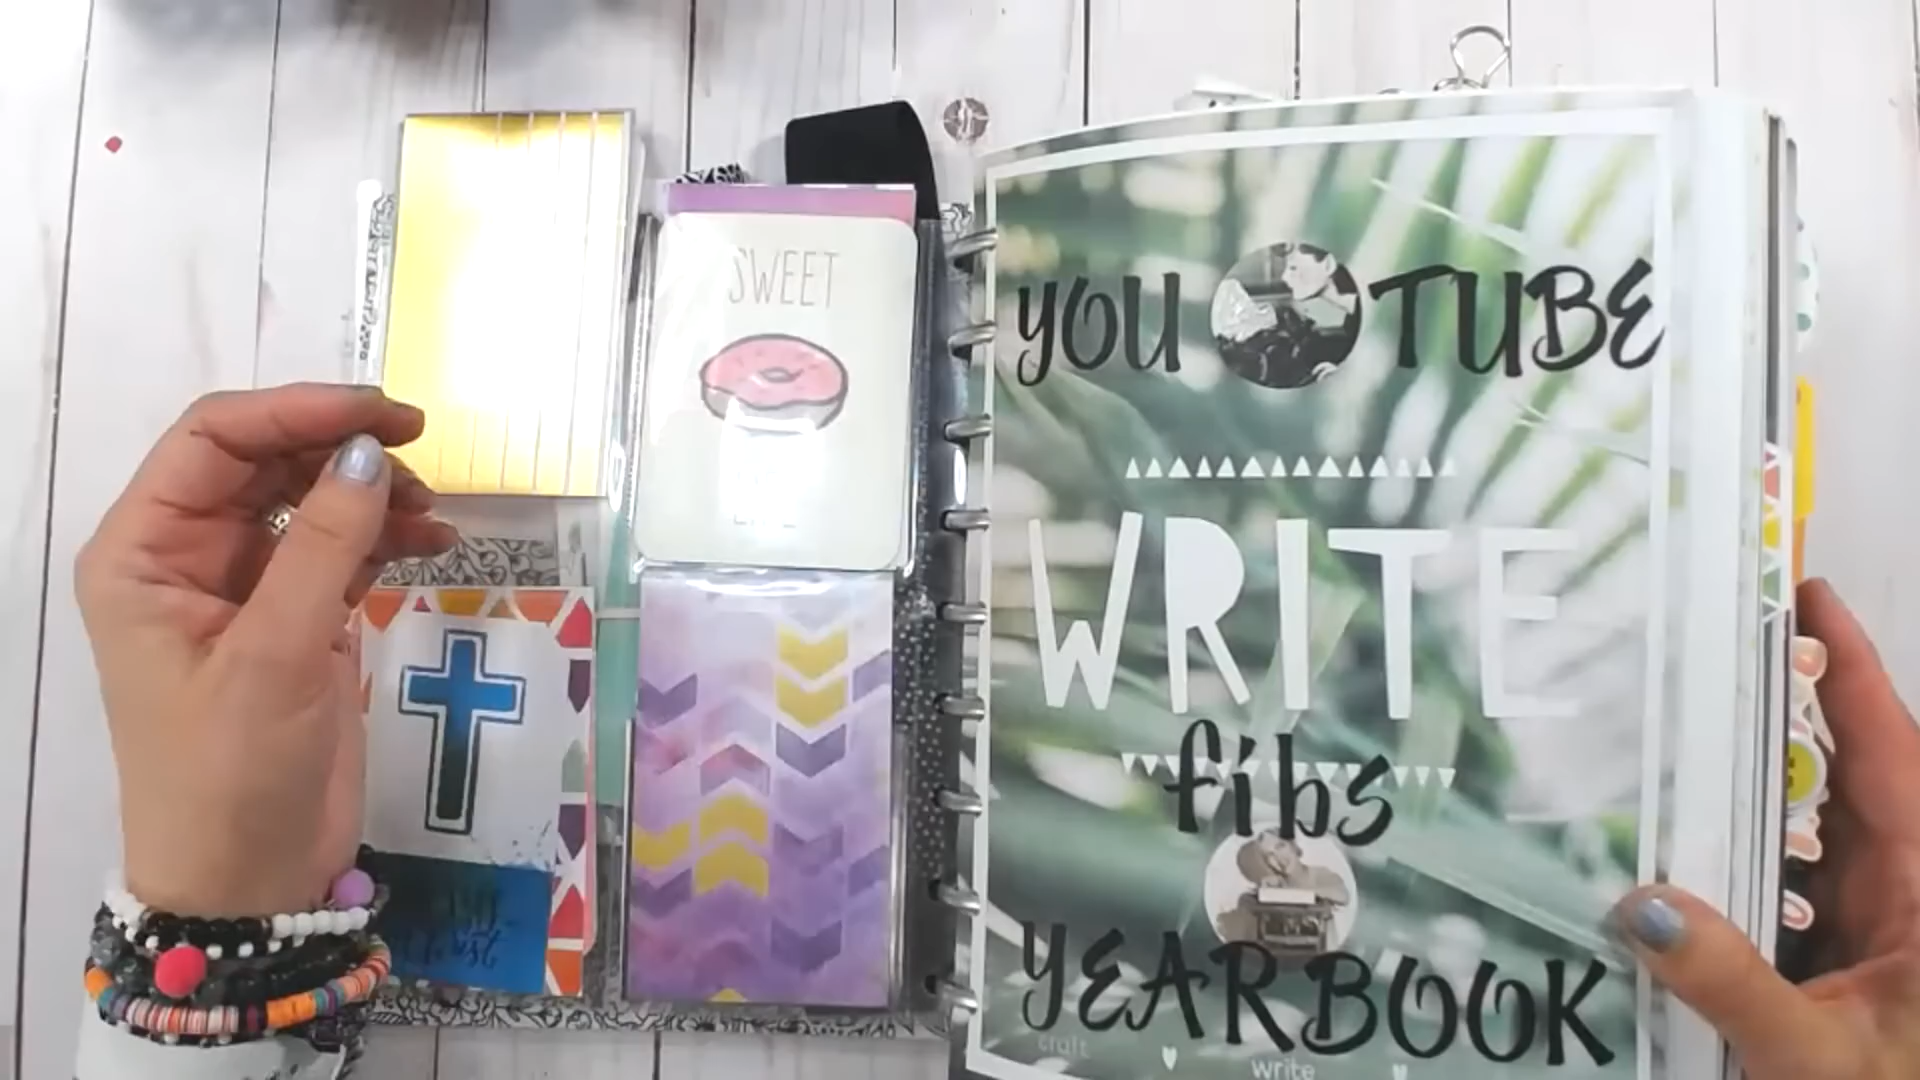 SWEET
YOU TUBE
WRITE
fibs
YEARBOOK
craft
write